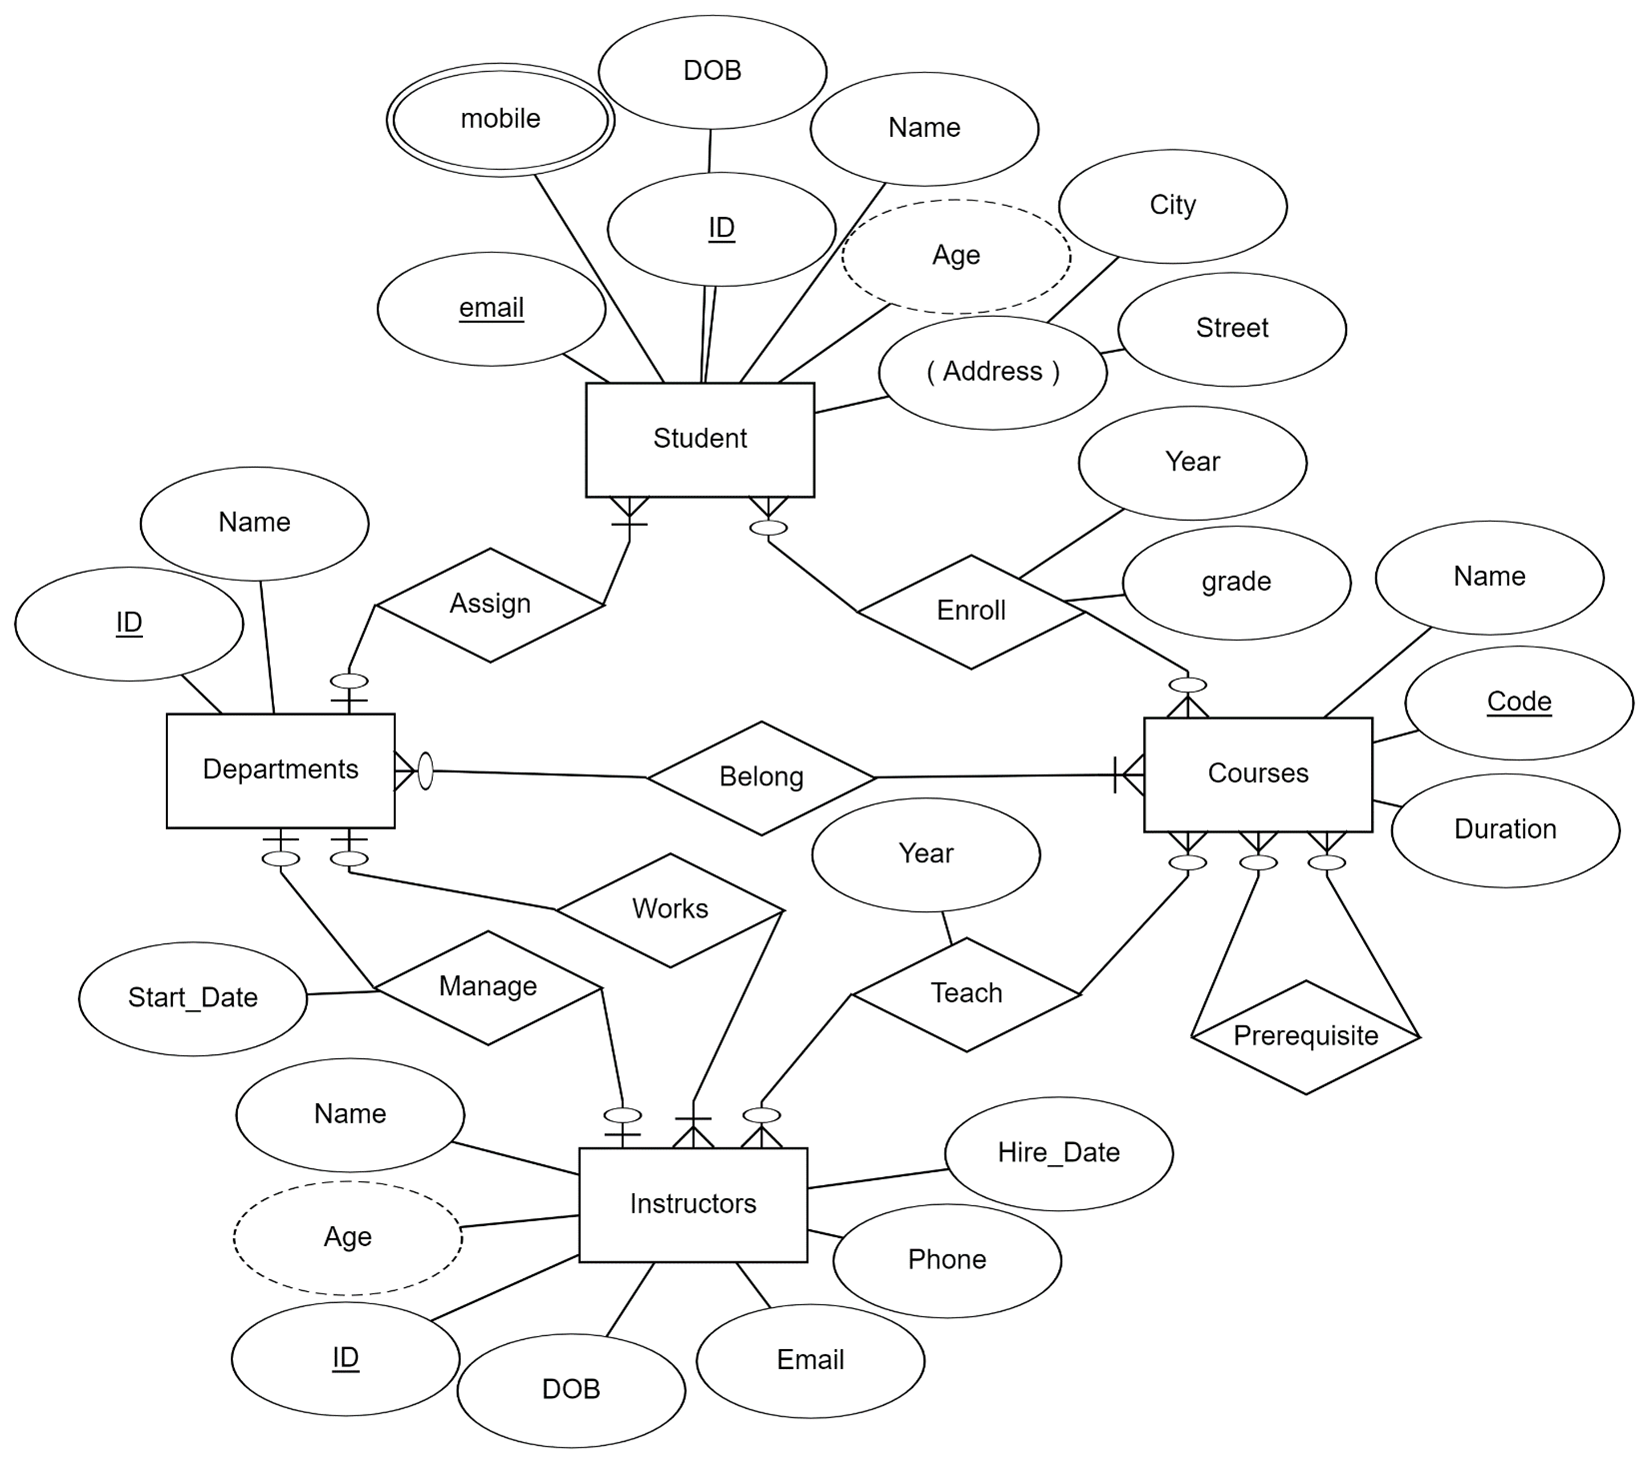 DOB
mobile
Name
City
ID
Age
email
Street
( Address )
Student
Year
Name
grade
Name
Assign
Enroll
ID
Code
Departments
Belong
Courses
Duration
Year
Works
Manage
Teach
Start_Date
Prerequisite
Name
Hire_Date
Instructors
Age
Phone
ID
Email
DOB